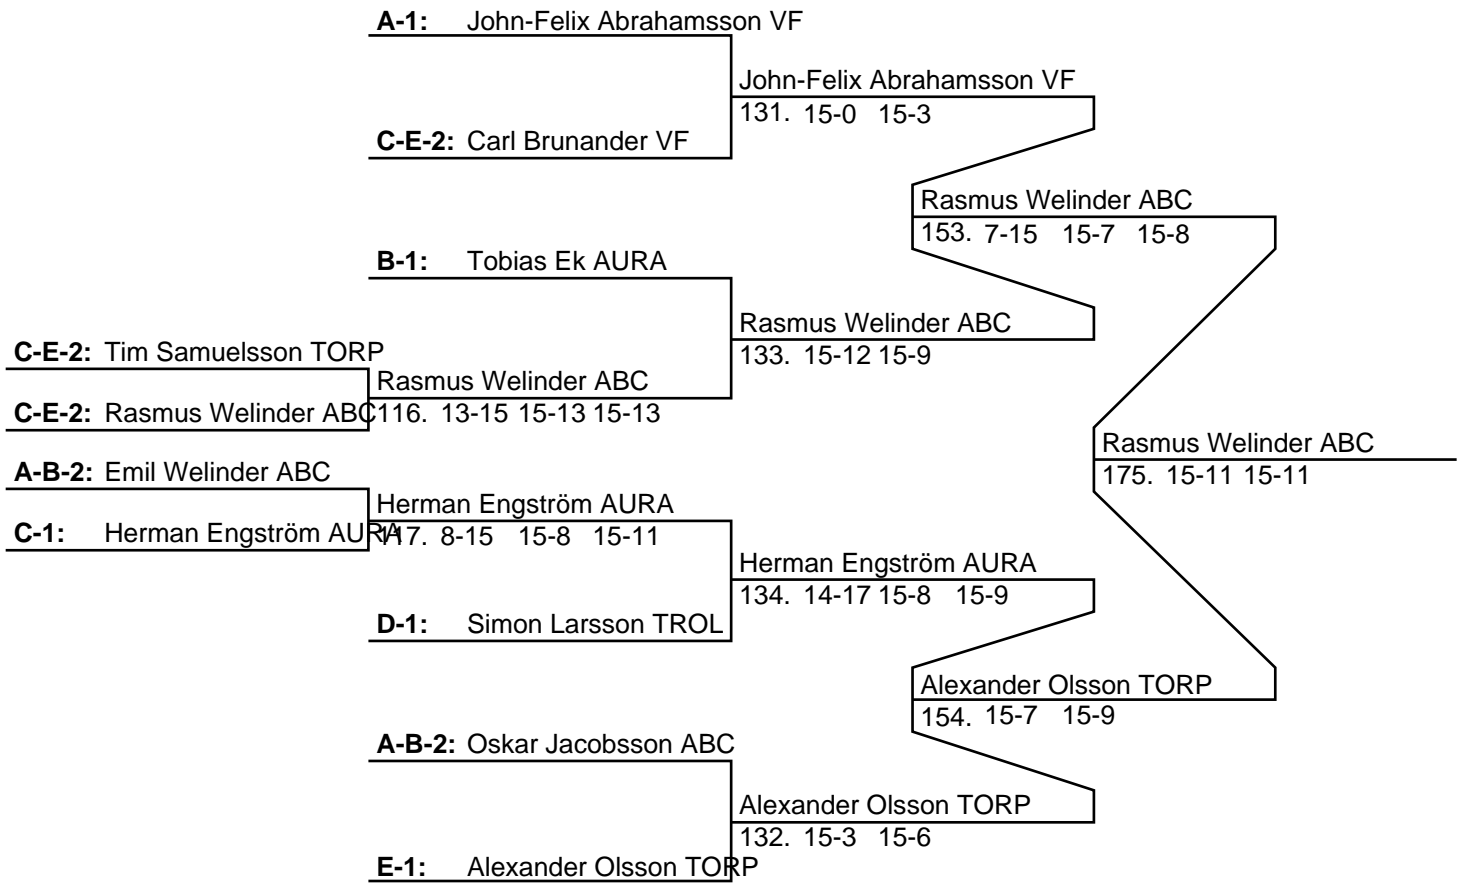 A-1: John-Felix Abrahamsson VF
John-Felix Abrahamsson VF
131. 15-0 15-3
C-E-2: Carl Brunander VF
Rasmus Welinder ABC
153. 7-15 15-7 15-8
B-1: Tobias Ek AURA
Rasmus Welinder ABC
133. 15-12 15-9
C-E-2: Tim Samuelsson TORP
Rasmus Welinder ABC
C-E-2: Rasmus Welinder ABC
116. 13-15 15-13 15-13
Rasmus Welinder ABC
175. 15-11 15-11
A-B-2: Emil Welinder ABC
Herman Engström AURA
C-1: Herman Engström AURA
117. 8-15 15-8 15-11
Herman Engström AURA
134. 14-17 15-8 15-9
D-1: Simon Larsson TROL
Alexander Olsson TORP
154. 15-7 15-9
A-B-2: Oskar Jacobsson ABC
Alexander Olsson TORP
132. 15-3 15-6
E-1: Alexander Olsson TORP